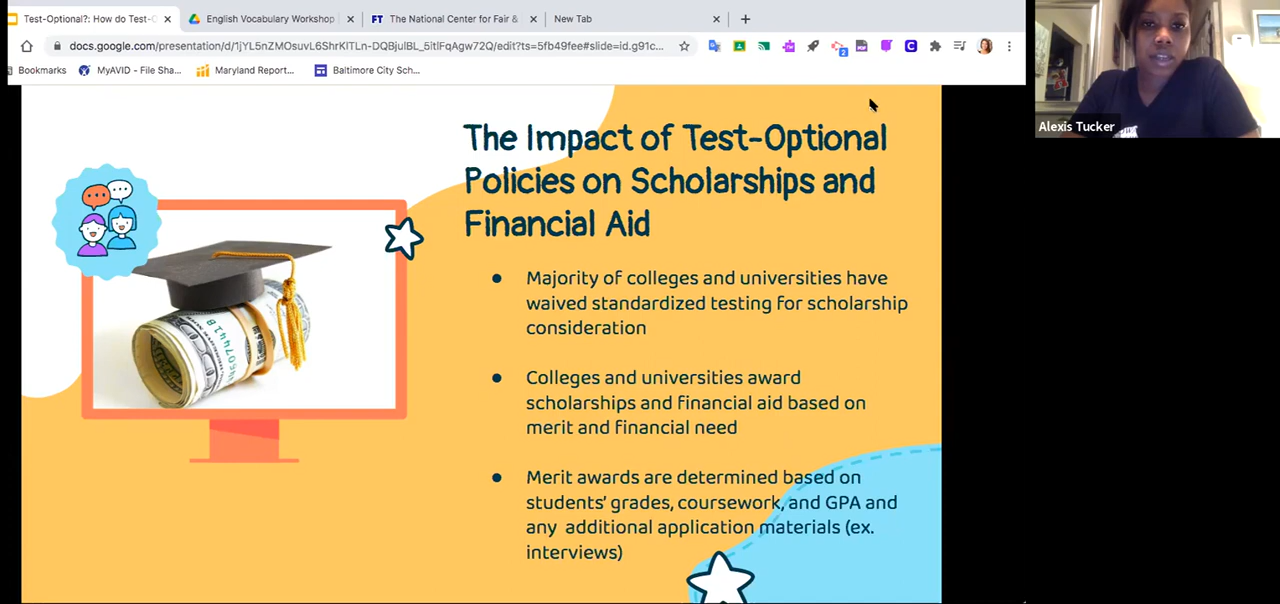 Test-Optional?: How do Test-O
English Vocabulary Workshop
FT The National Center for Fair &
New Tab
docs.google.com/presentation/d/1jYL5nZMOsuvL6ShrKlTLn-DQBjulBL_5itlFqAgw72Q/edit?ts=5fb49fee#slide=id.g91c...
2
Bookmarks
MyAVID - File Sha...
Maryland Report...
Baltimore City Sch...
Alexis Tucker
The Impact of Test-Optional
Policies on Scholarships and
Financial Aid
● Majority of colleges and universities have
waived standardized testing for scholarship
consideration
● Colleges and universities award
scholarships and financial aid based on
merit and financial need
● Merit awards are determined based on
students' grades, coursework, and GPA and
any additional application materials (ex.
interviews)